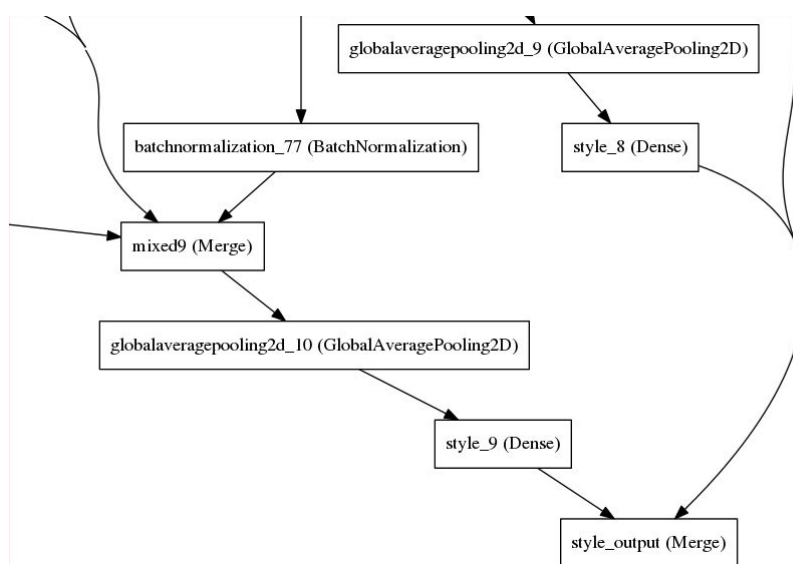 globalaveragepooling2d_9 (GlobalAveragePooling2D)
batchnormalization_77 (BatchNormalization)
style_8 (Dense)
mixed9 (Merge)
globalaveragepooling2d_10 (GlobalAveragePooling2D)
style_9 (Dense)
style_output (Merge)